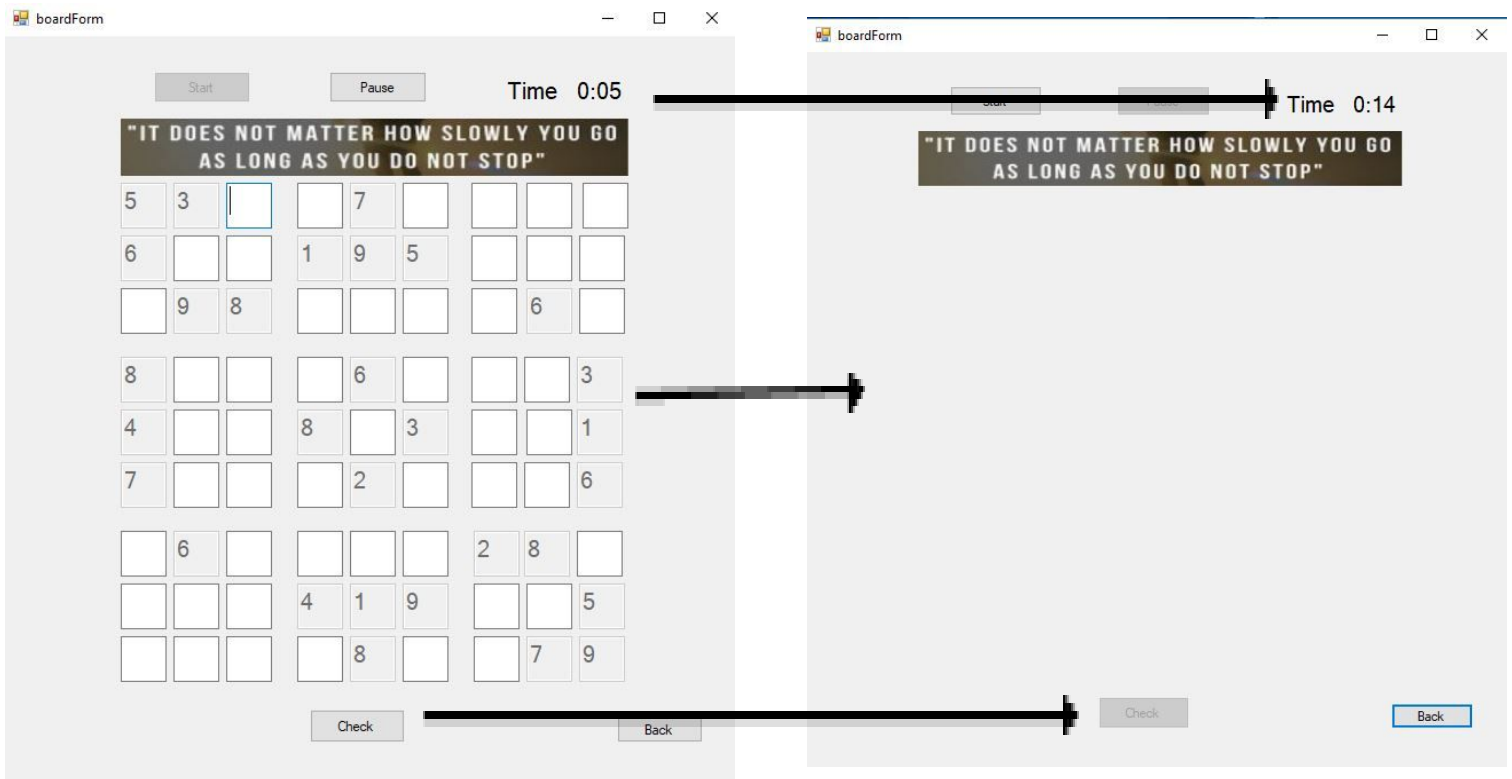 boardForm
Start Pause Time 0:05
"IT DOES NOT MATTER HOW SLOWLY YOU GO
AS LONG AS YOU DO NOT STOP"
5 3 7
6 1 9 5
9 8 6
8 6 3
4 8 3 1
7 2 6
6 2 8
4 1 9 5
8 7 9
Check Back
boardForm
Start Time 0:14
"IT DOES NOT MATTER HOW SLOWLY YOU GO
AS LONG AS YOU DO NOT STOP"
Check Back